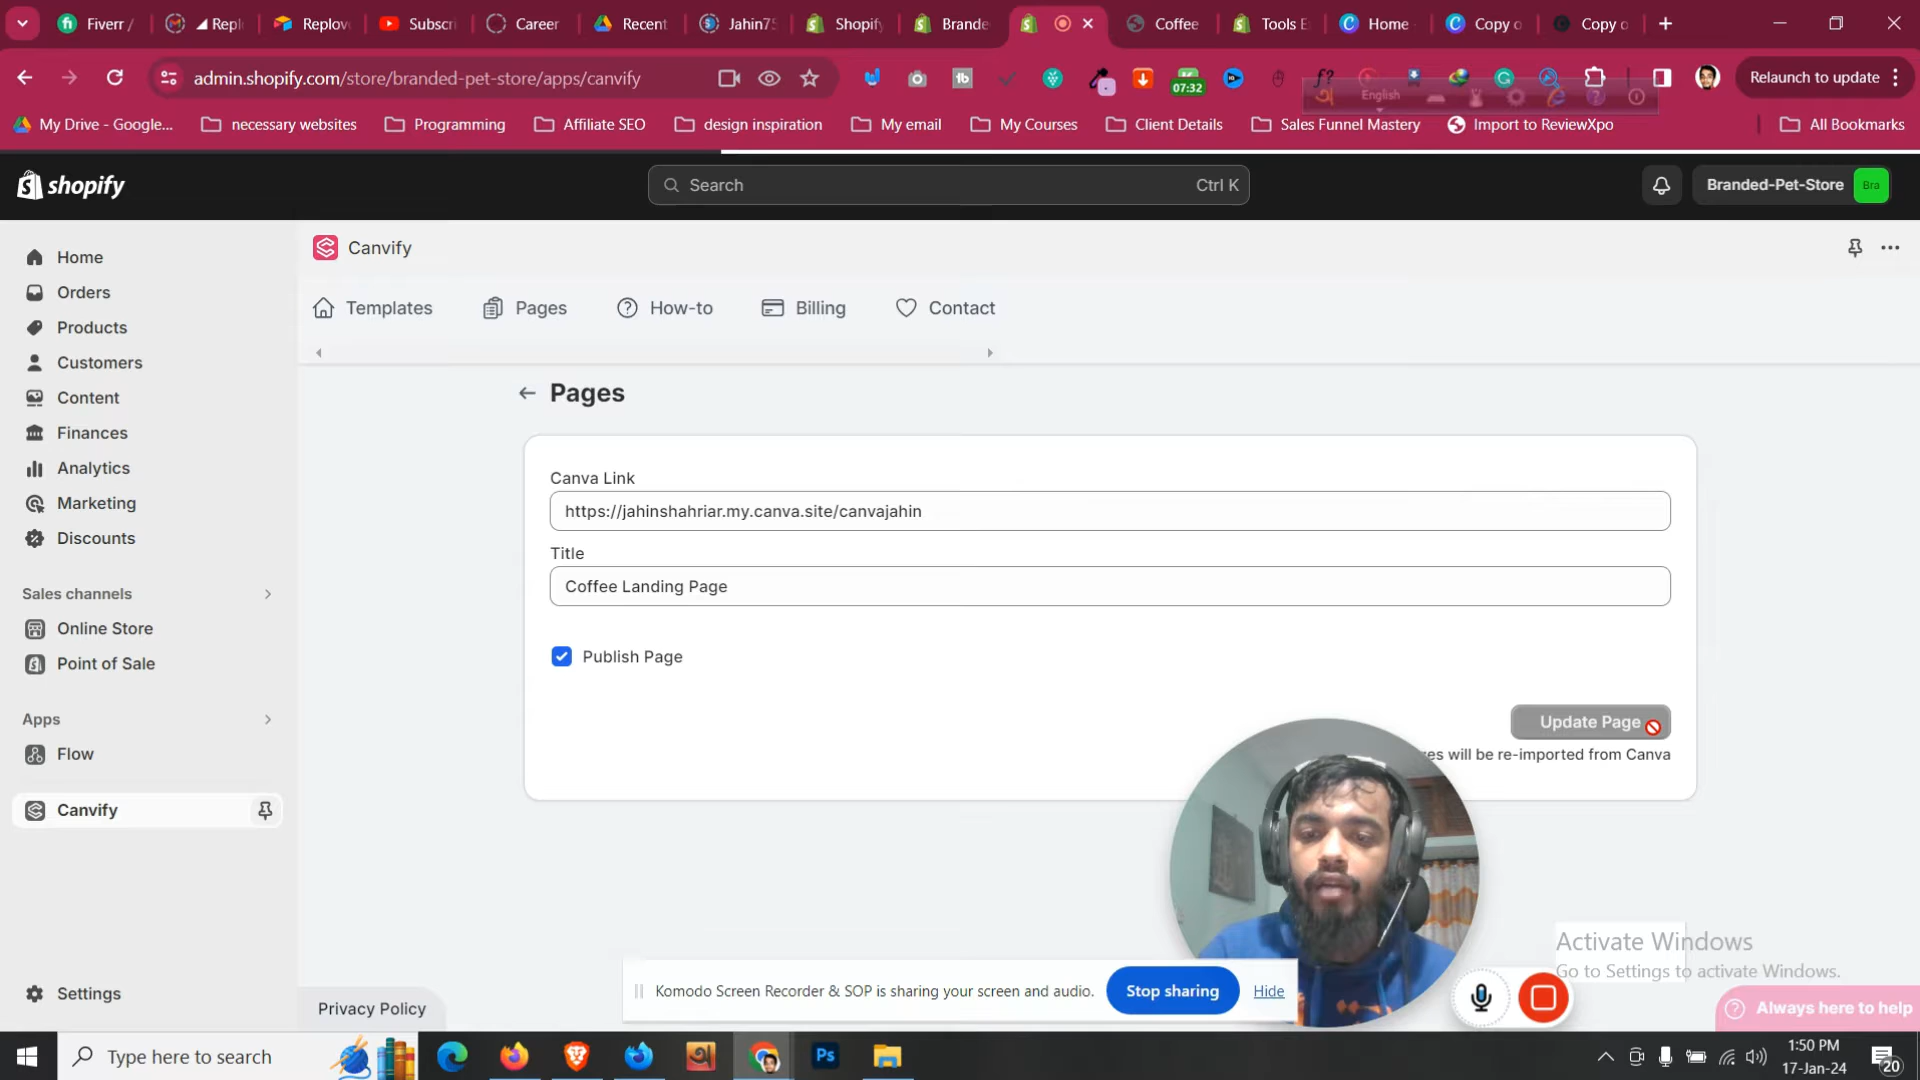 Fiverr /
Repl
Replov
Subscri
Career
Recent
Jahin75
Shopify
Brande
Coffee
Tools E
Home
Copy o
Copy o
admin.shopify.com/store/branded-pet-store/apps/canvify
07:32
English
Relaunch to update
My Drive - Google...
necessary websites
Programming
Affiliate SEO
design inspiration
My email
My Courses
Client Details
Sales Funnel Mastery
Import to ReviewXpo
All Bookmarks
shopify
Search
Ctrl K
Branded-Pet-Store
Bra
Home
Orders
Products
Customers
Content
Finances
Analytics
Marketing
Discounts
Sales channels
Online Store
Point of Sale
Apps
Flow
Canvify
Settings
Canvify
Templates
Pages
How-to
Billing
Contact
Pages
Canva Link
https://jahinshahriar.my.canva.site/canvajahin
Title
Coffee Landing Page
Publish Page
Update Page
will be re-imported from Canva
Privacy Policy
Komodo Screen Recorder & SOP is sharing your screen and audio.
Stop sharing
Hide
Activate Windows
Go to Settings to activate Windows.
Always here to help
Type here to search
Ps
1:50 PM
17-Jan-24
20